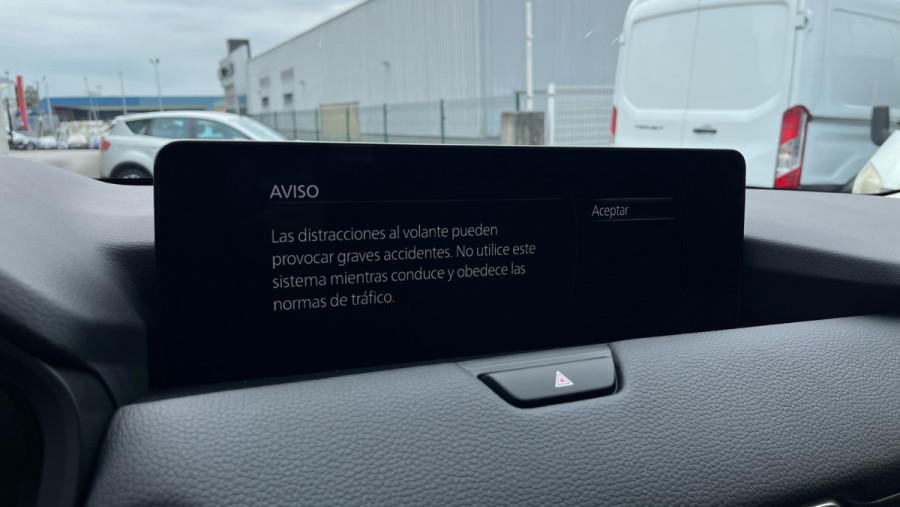 AVISO
Las distracciones al volante pueden
provocar graves accidentes. No utilice este
sistema mientras conduce y obedece las
normas de tráfico.
Aceptar